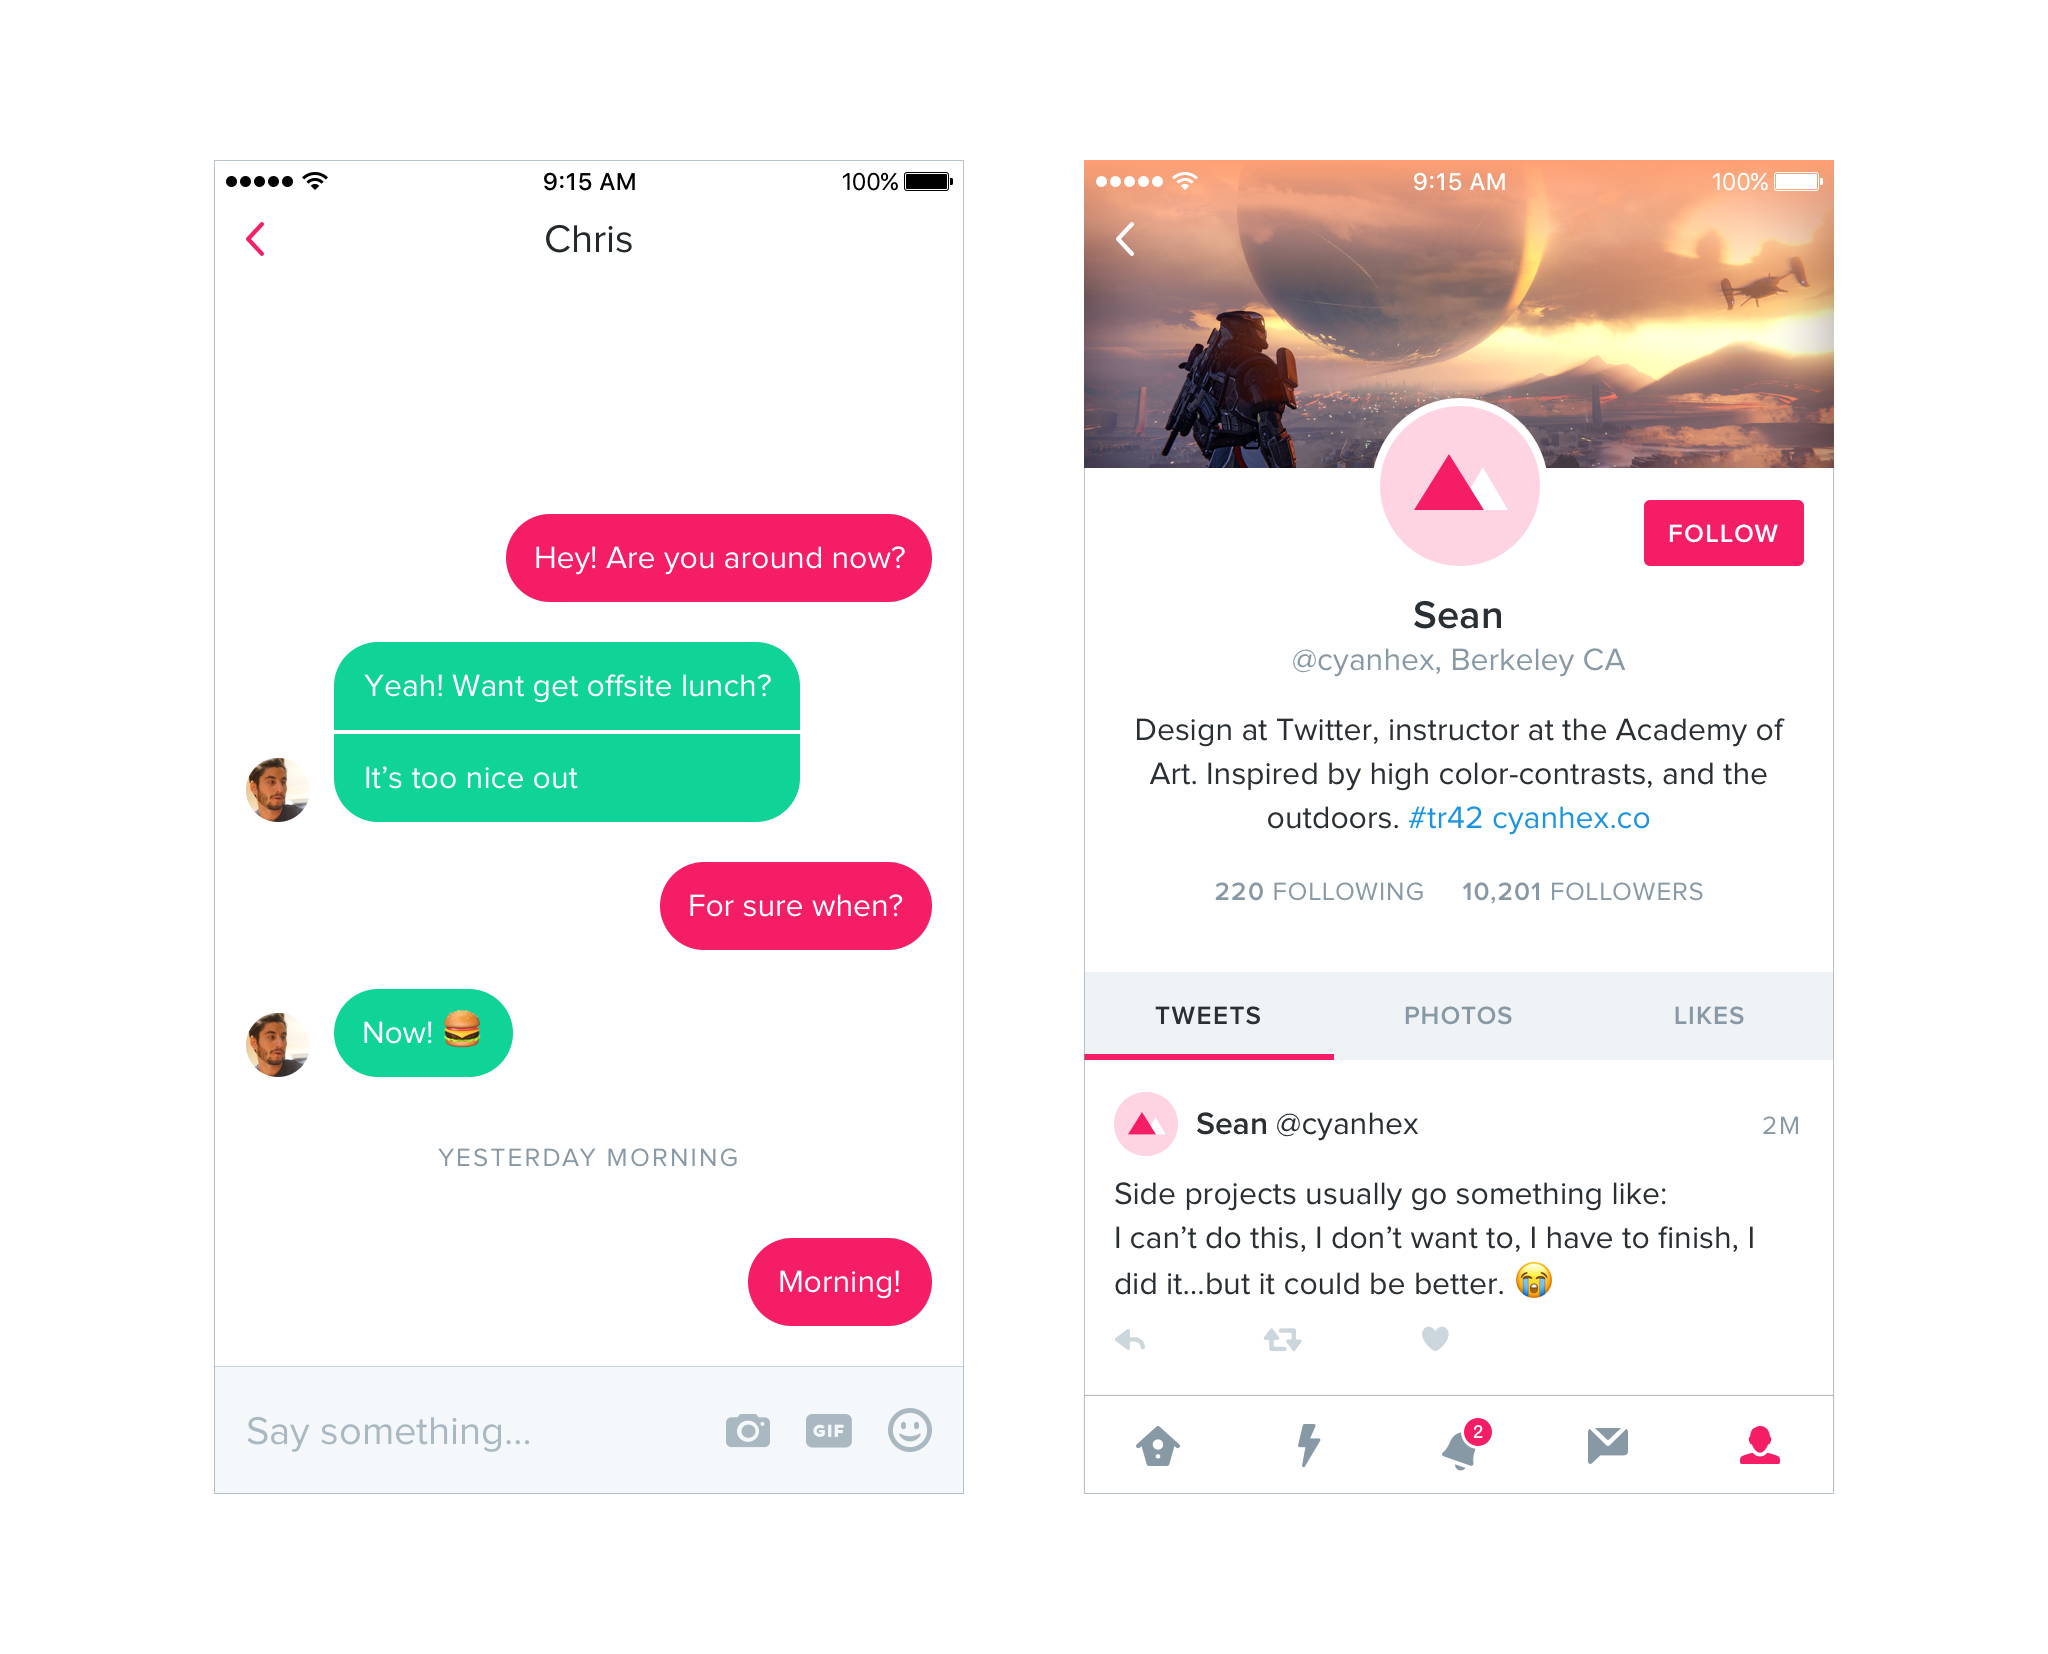 9:15 AM
100%
Chris
Hey! Are you around now?
Yeah! Want get offsite lunch?
It’s too nice out
For sure when?
Now! 🍔
YESTERDAY MORNING
Morning!
Say something...
GIF
9:15 AM
100%
FOLLOW
Sean
@cyanhex, Berkeley CA
Design at Twitter, instructor at the Academy of
Art. Inspired by high color-contrasts, and the
outdoors. #tr42 cyanhex.co
220 FOLLOWING 10,201 FOLLOWERS
TWEETS PHOTOS LIKES
Sean @cyanhex 2M
Side projects usually go something like:
I can’t do this, I don’t want to, I have to finish, I
did it...but it could be better. 😭
2